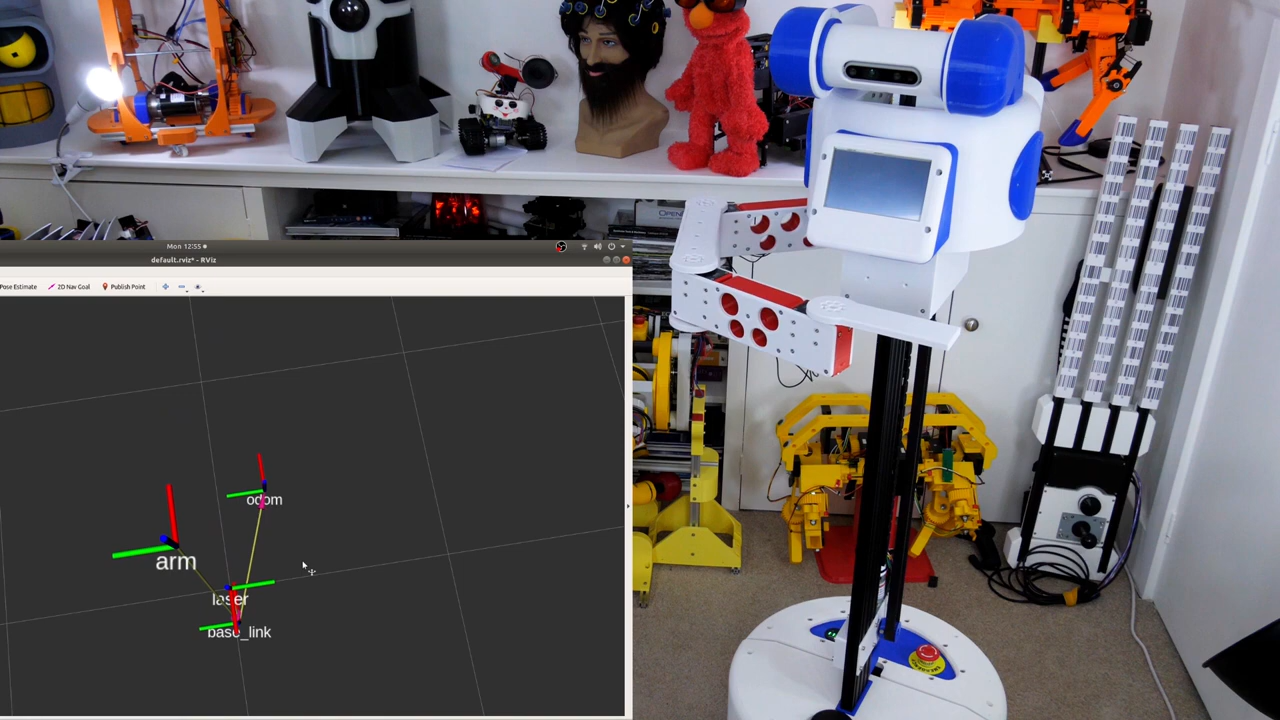 Mon 12:55
default.rviz* - RViz
Pose Estimate 2D Nav Goal Publish Point
odom
arm
laser
base_link